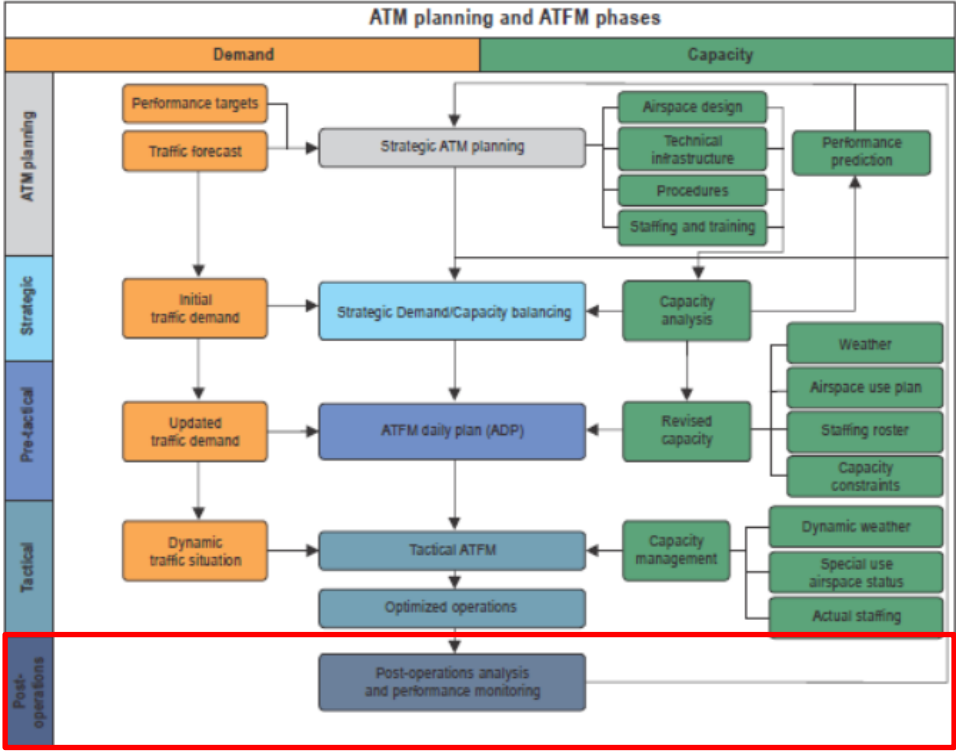 ATM planning and ATFM phases
Demand
Capacity
ATM planning
Performance targets
Traffic forecast
Strategic ATM planning
Airspace design
Technical
infrastructure
Procedures
Staffing and training
Performance
prediction
Strategic
Initial
traffic demand
Strategic Demand/Capacity balancing
Capacity
analysis
Pre-tactical
Updated
traffic demand
ATFM daily plan (ADP)
Revised
capacity
Weather
Airspace use plan
Staffing roster
Capacity
constraints
Tactical
Dynamic
traffic situation
Tactical ATFM
Optimized operations
Capacity
management
Dynamic weather
Special use
airspace status
Actual staffing
Post-
operations
Post-operations analysis
and performance monitoring